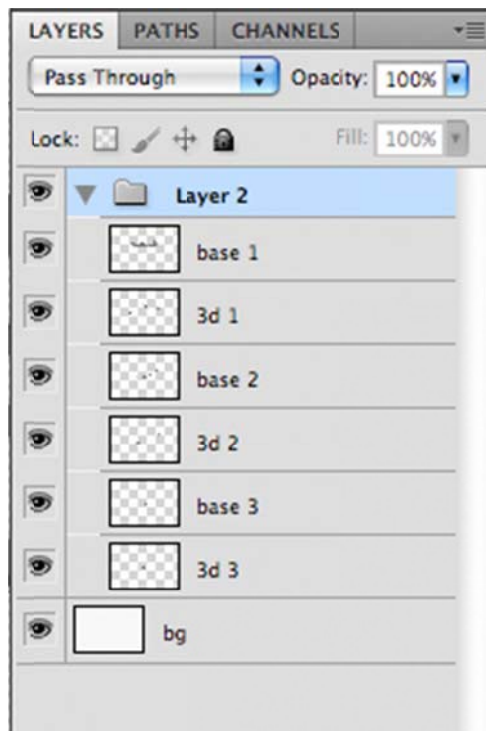 LAYERS PATHS CHANNELS
Pass Through Opacity: 100%
Lock: Fill: 100%
Layer 2
base 1
3d 1
base 2
3d 2
base 3
3d 3
bg